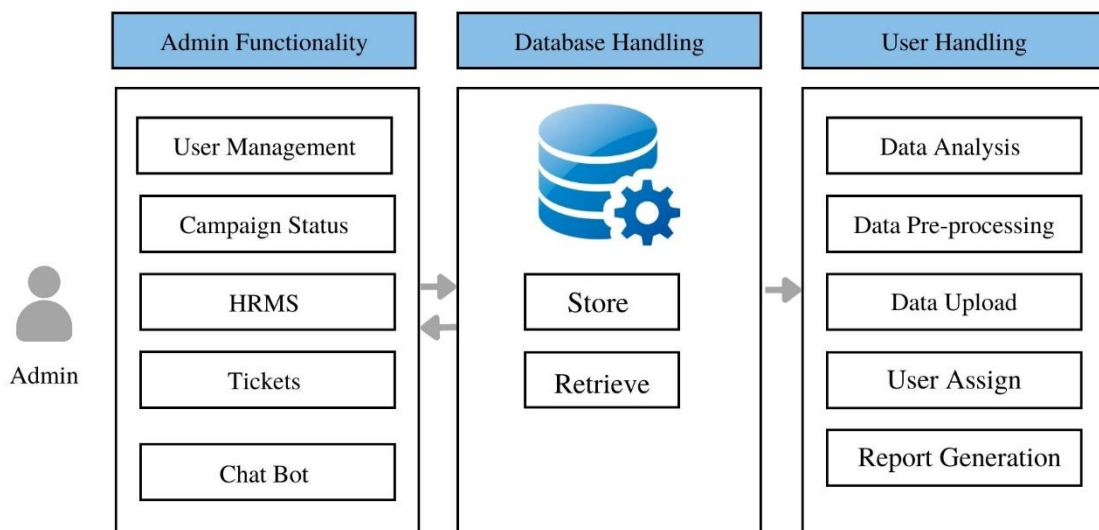 Admin Functionality
Database Handling
User Handling
User Management
Campaign Status
HRMS
Tickets
Chat Bot
Admin
Store
Retrieve
Data Analysis
Data Pre-processing
Data Upload
User Assign
Report Generation